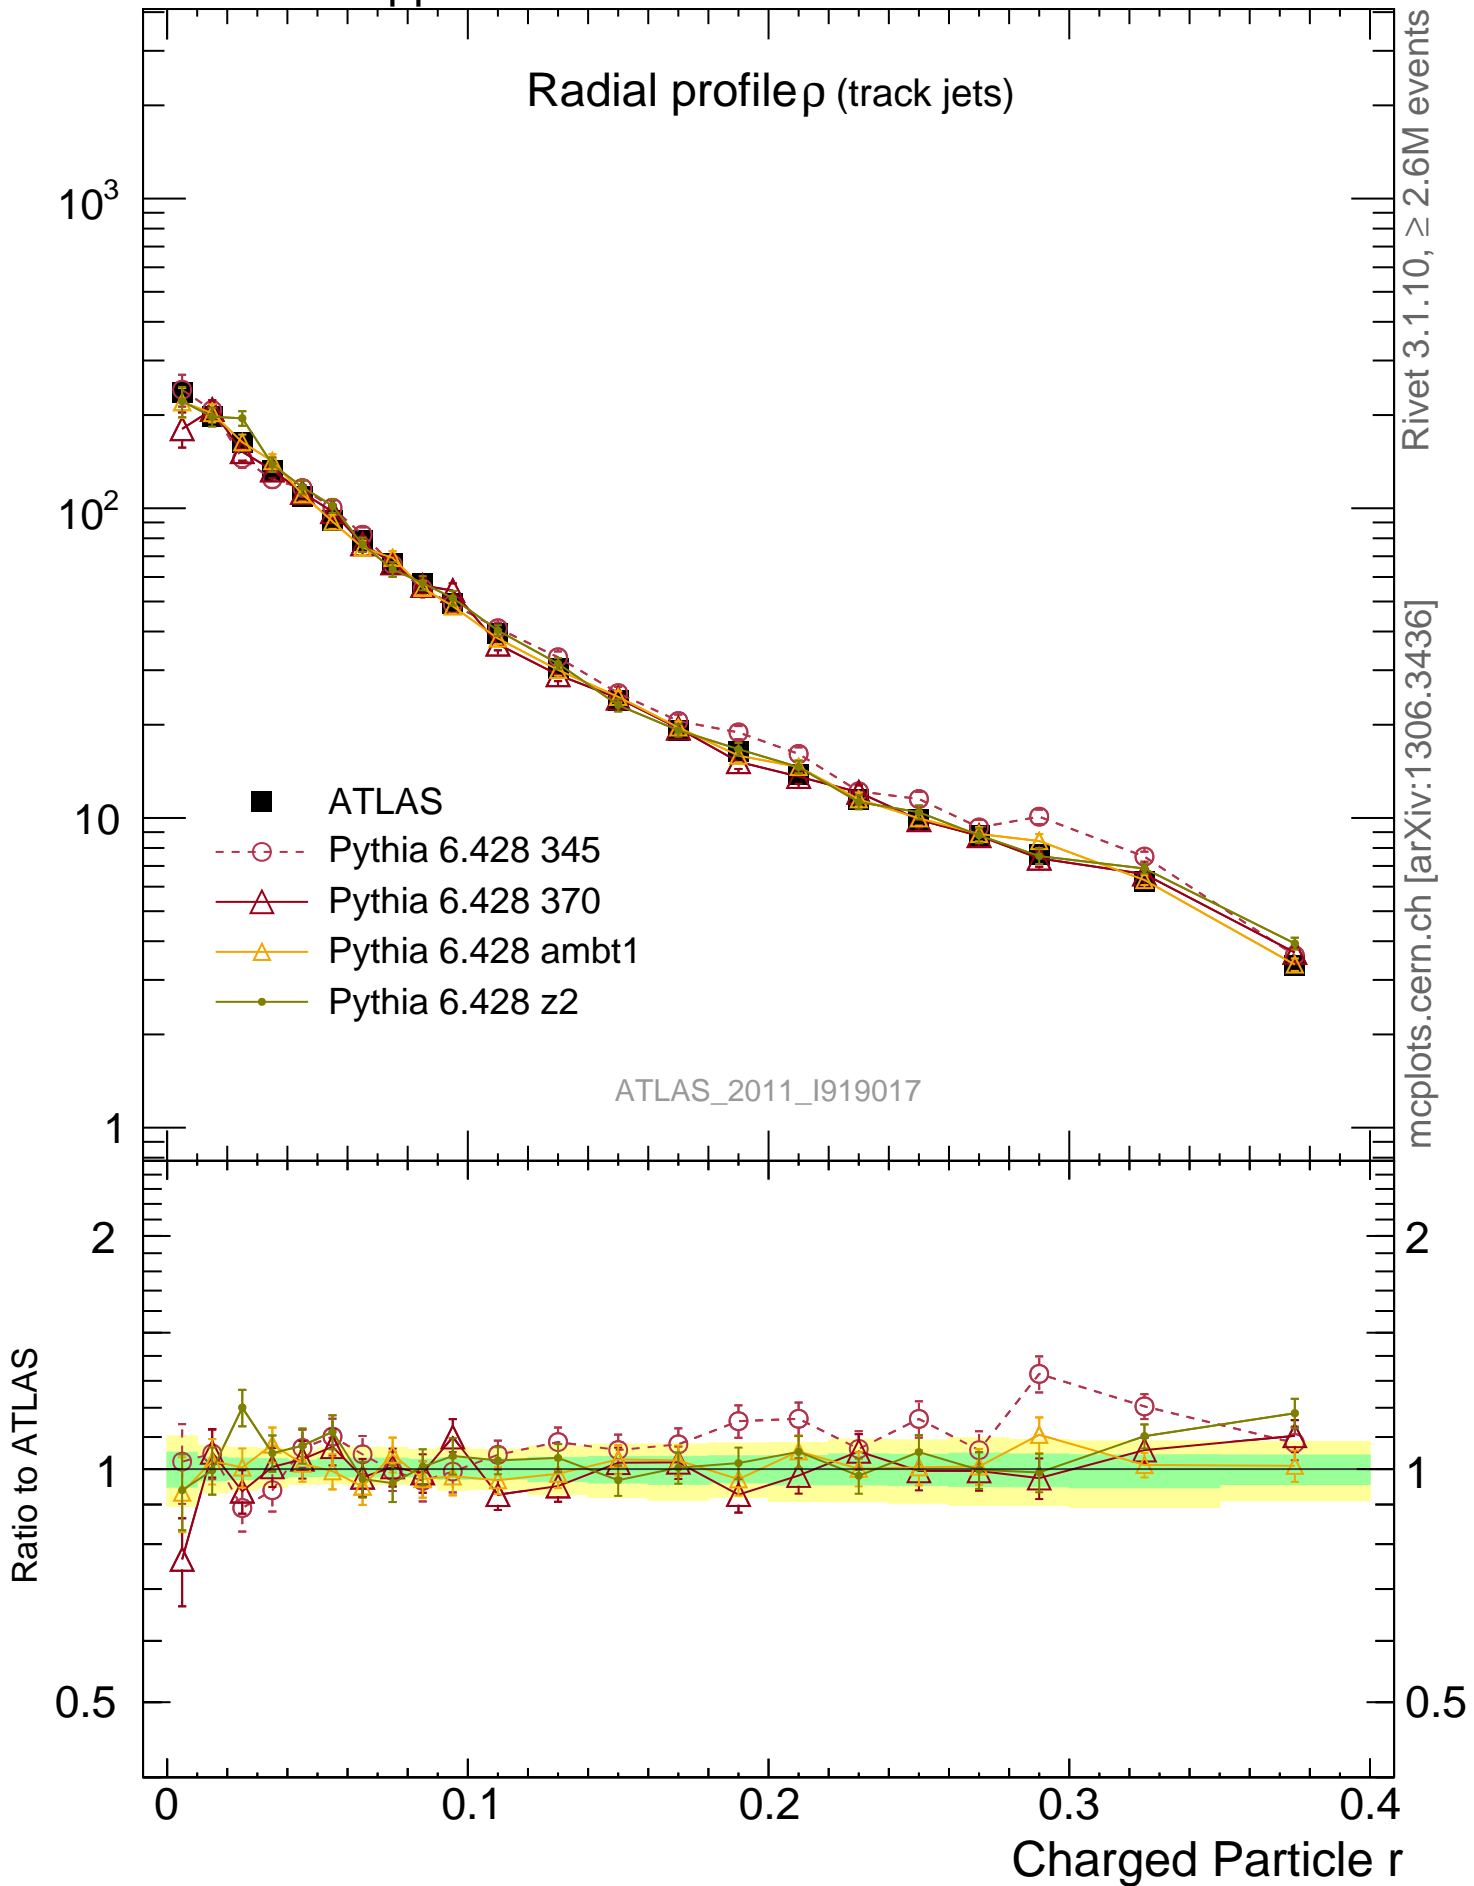 pp
Radial profile ρ (track jets)
10³
10²
10
1
ATLAS
Pythia 6.428 345
Pythia 6.428 370
Pythia 6.428 ambt1
Pythia 6.428 z2
ATLAS_2011_I919017
Rivet 3.1.10, ≥ 2.6M events
mcplots.cern.ch [arXiv:1306.3436]
Ratio to ATLAS
2
1
0.5
2
1
0.5
0 0.1 0.2 0.3 0.4
Charged Particle r